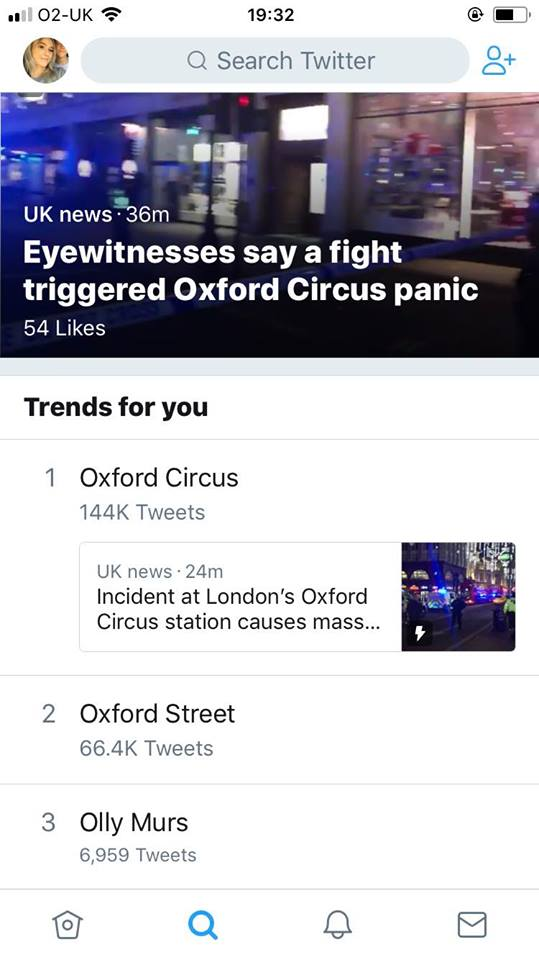 O2-UK 19:32
Search Twitter
UK news · 36m
Eyewitnesses say a fight
triggered Oxford Circus panic
54 Likes
Trends for you
1 Oxford Circus
144K Tweets
UK news · 24m
Incident at London’s Oxford
Circus station causes mass...
2 Oxford Street
66.4K Tweets
3 Olly Murs
6,959 Tweets